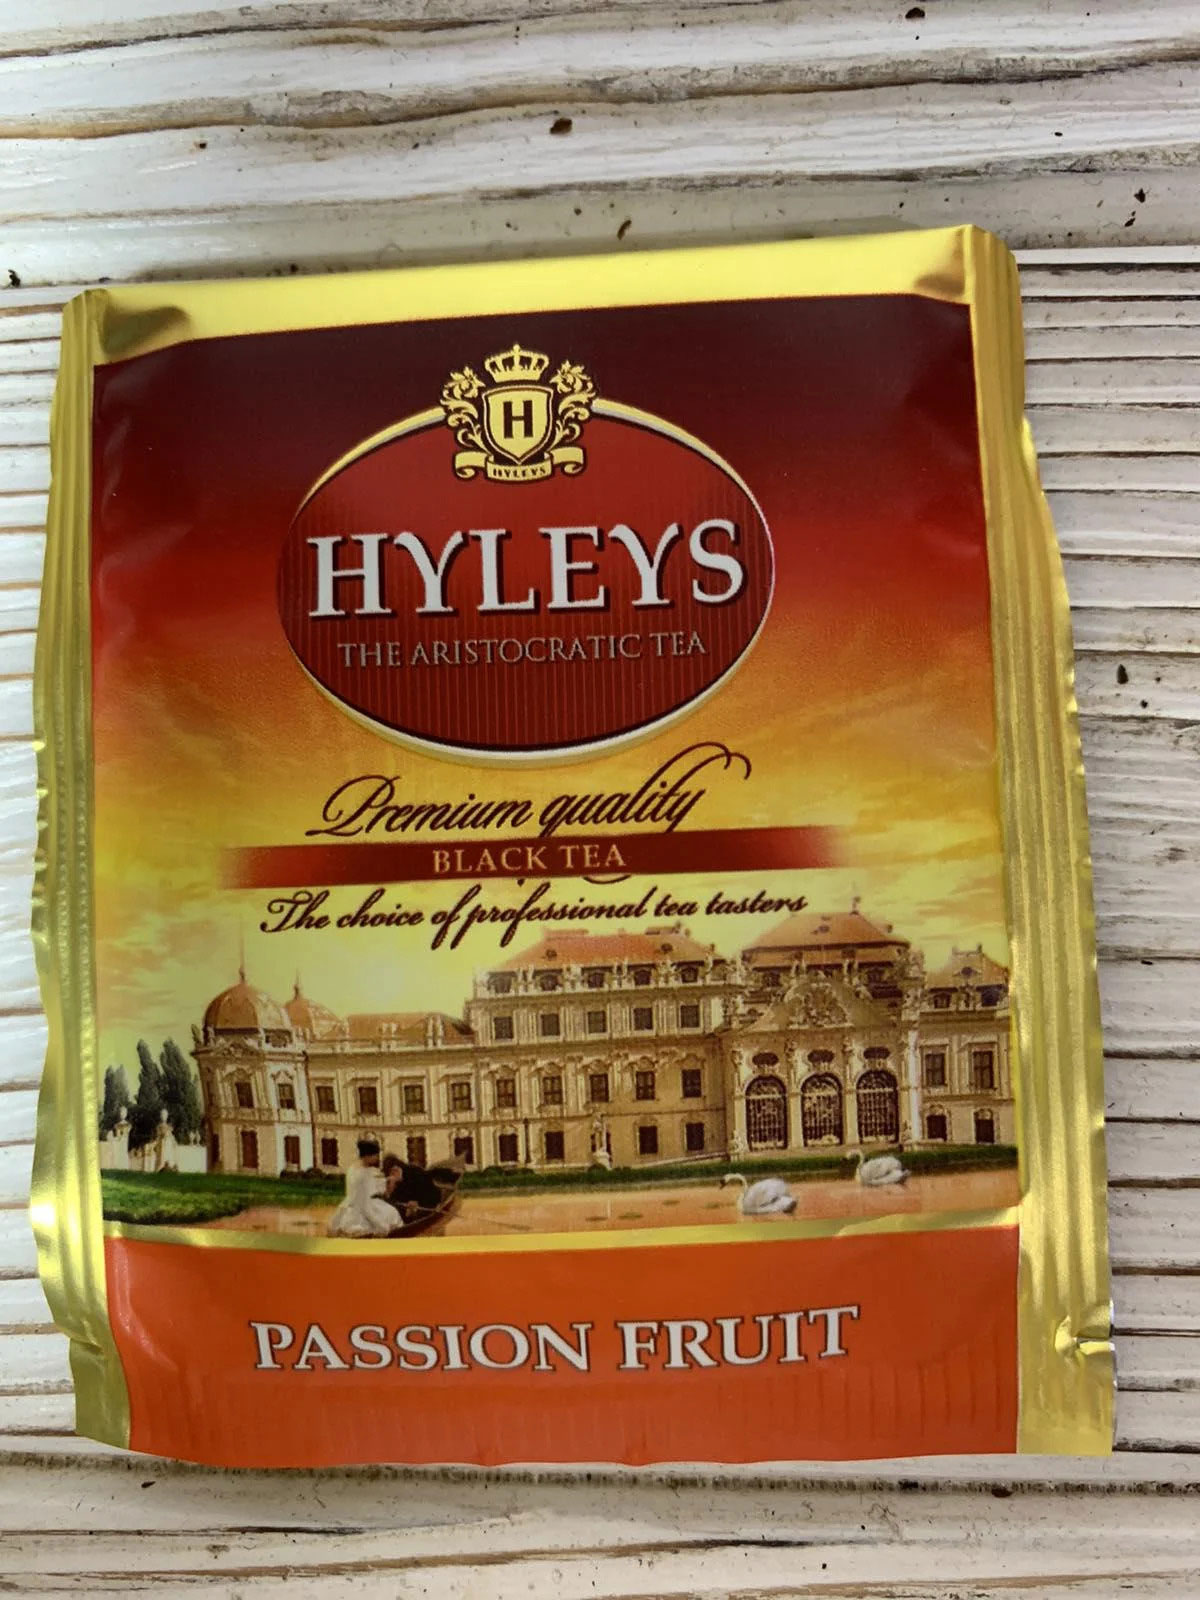 H
HYLEYS
HYLEYS
THE ARISTOCRATIC TEA
Premium quality
BLACK TEA
The choice of professional tea tasters
PASSION FRUIT